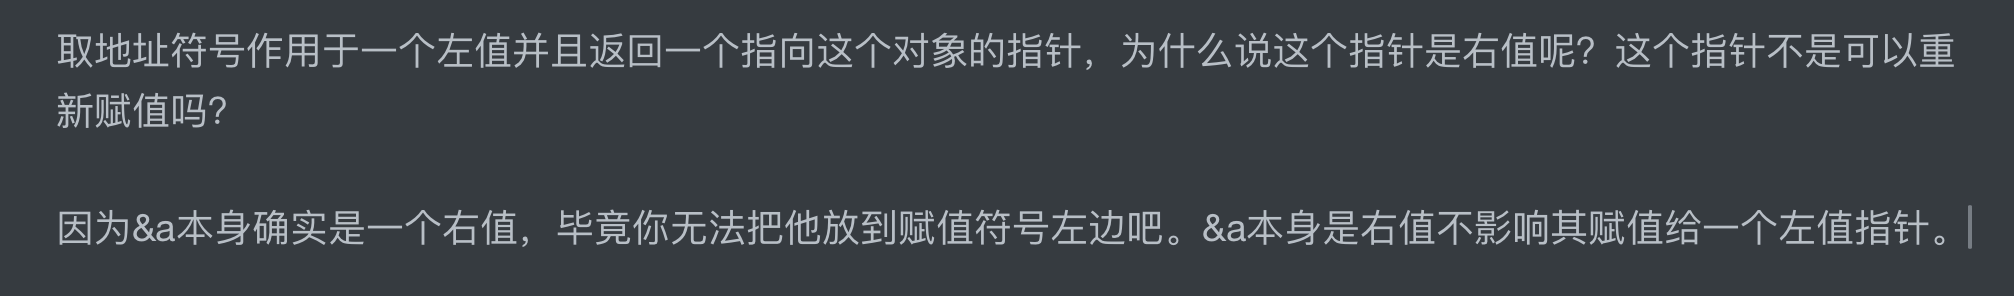 取地址符号作用于一个左值并且返回一个指向这个对象的指针，为什么说这个指针是右值呢？这个指针不是可以重
新赋值吗？
因为&a本身确实是一个右值，毕竟你无法把他放到赋值符号左边吧。&a本身是右值不影响其赋值给一个左值指针。